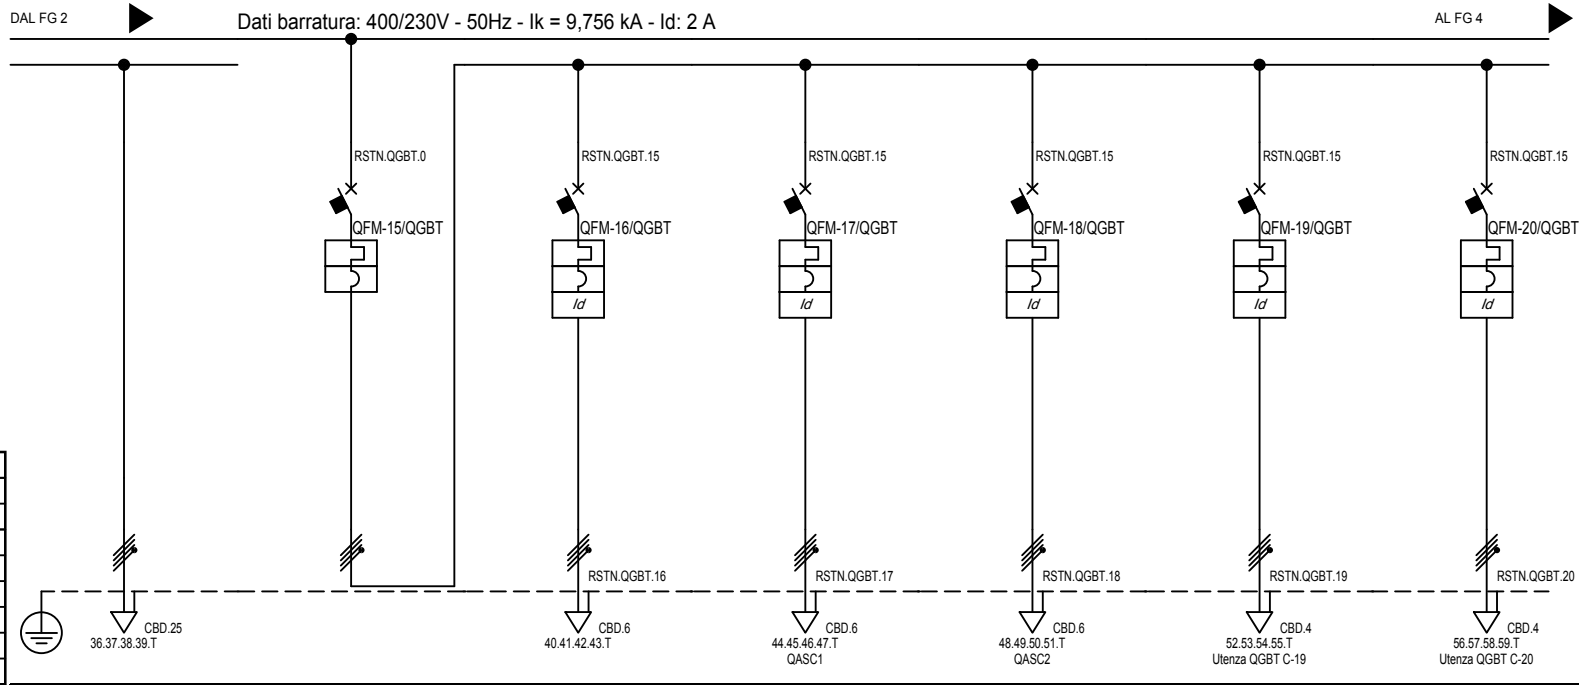 DAL FG 2
Dati barratura: 400/230V - 50Hz - Ik = 9,756 kA - Id: 2 A
AL FG 4
RSTN.QGBT.0
RSTN.QGBT.15
RSTN.QGBT.15
RSTN.QGBT.15
RSTN.QGBT.15
RSTN.QGBT.15
QFM-15/QGBT
QFM-16/QGBT
QFM-17/QGBT
QFM-18/QGBT
QFM-19/QGBT
QFM-20/QGBT
Id
Id
Id
Id
Id
RSTN.QGBT.16
RSTN.QGBT.17
RSTN.QGBT.18
RSTN.QGBT.19
RSTN.QGBT.20
CBD.25
CBD.6
CBD.6
CBD.6
CBD.4
CBD.4
36.37.38.39.T
40.41.42.43.T
44.45.46.47.T
48.49.50.51.T
52.53.54.55.T
56.57.58.59.T
QASC1
QASC2
Utenza QGBT C-19
Utenza QGBT C-20